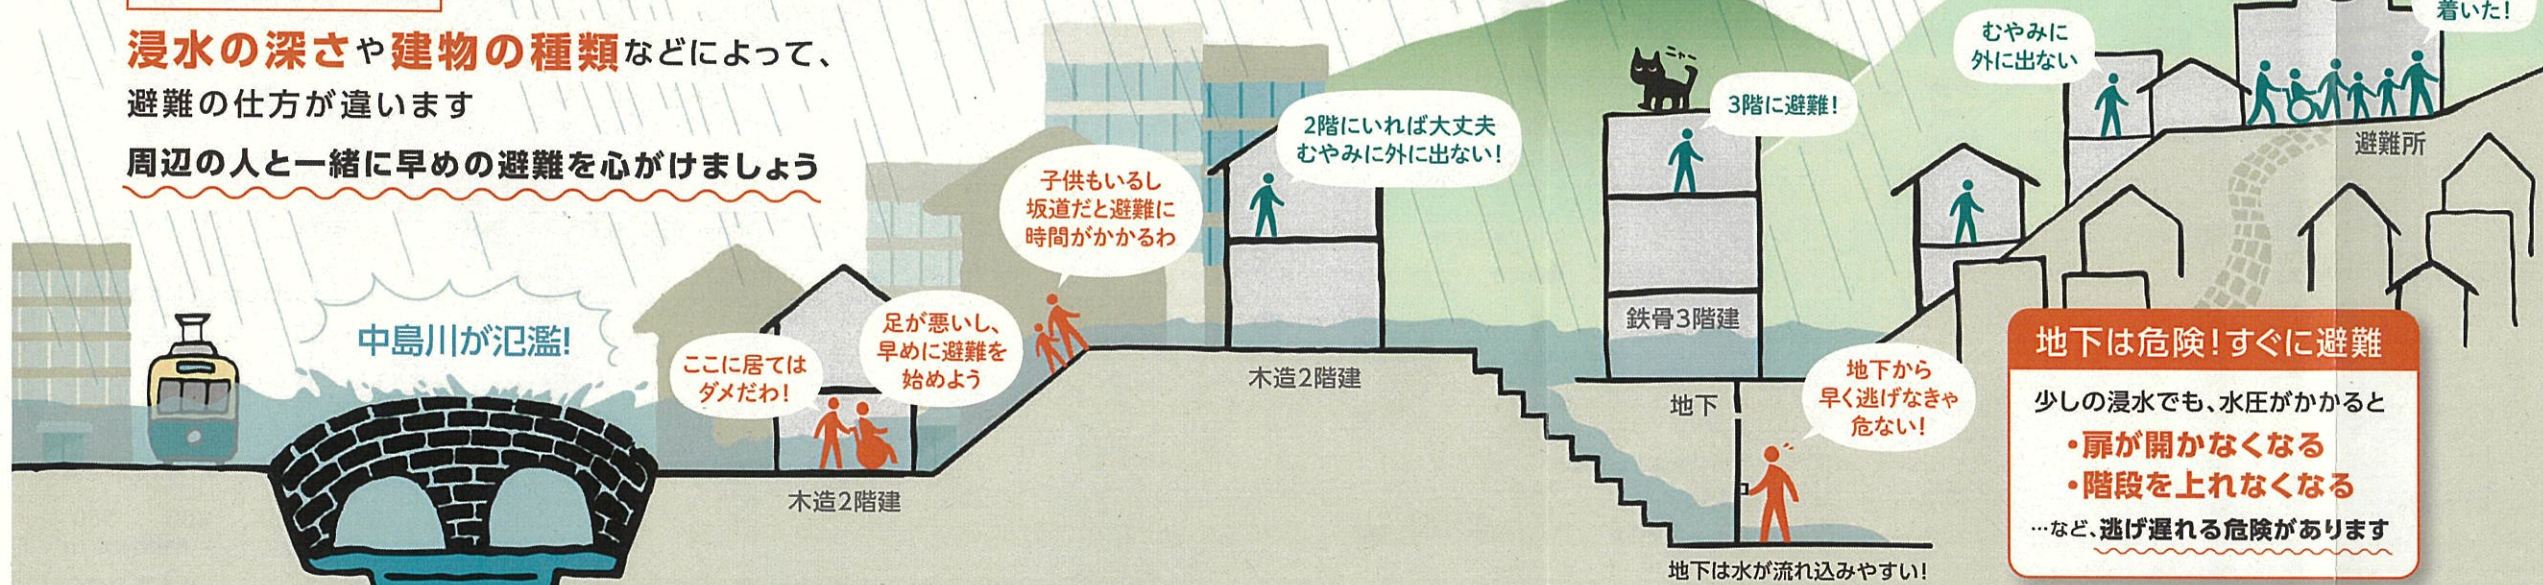 浸水の深さや建物の種類などによって、
避難の仕方が違います
周辺の人と一緒に早めの避難を心がけましょう
中島川が氾濫!
ここに居ては
ダメだわ!
足が悪いし、
早めに避難を
始めよう
木造2階建
子供もいるし
坂道だと避難に
時間がかかるわ
2階にいれば大丈夫
むやみに外に出ない!
木造2階建
ニャー
3階に避難!
鉄骨3階建
地下
地下から
早く逃げなきゃ
危ない!
地下は水が流れ込みやすい!
むやみに
外に出ない
着いた!
避難所
地下は危険!すぐに避難
少しの浸水でも、水圧がかかると
・扉が開かなくなる
・階段を上れなくなる
…など、逃げ遅れる危険があります